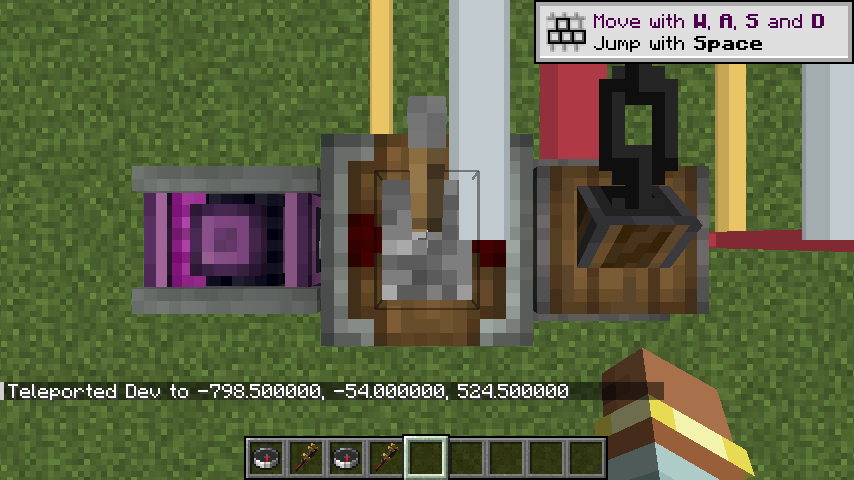 Move with W, A, S and D
Jump with Space
Teleported Dev to -798.500000, -54.000000, 524.500000